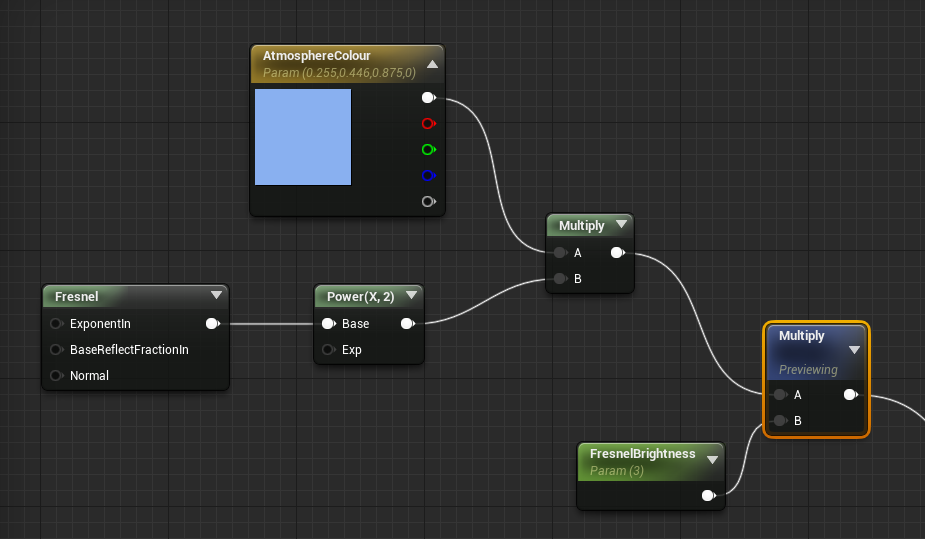 AtmosphereColour
Param (0.255,0.446,0.875,0)
Multiply
A
B
Fresnel
ExponentIn
BaseReflectFractionIn
Normal
Power(X, 2)
Base
Exp
Multiply
Previewing
A
B
FresnelBrightness
Param (3)